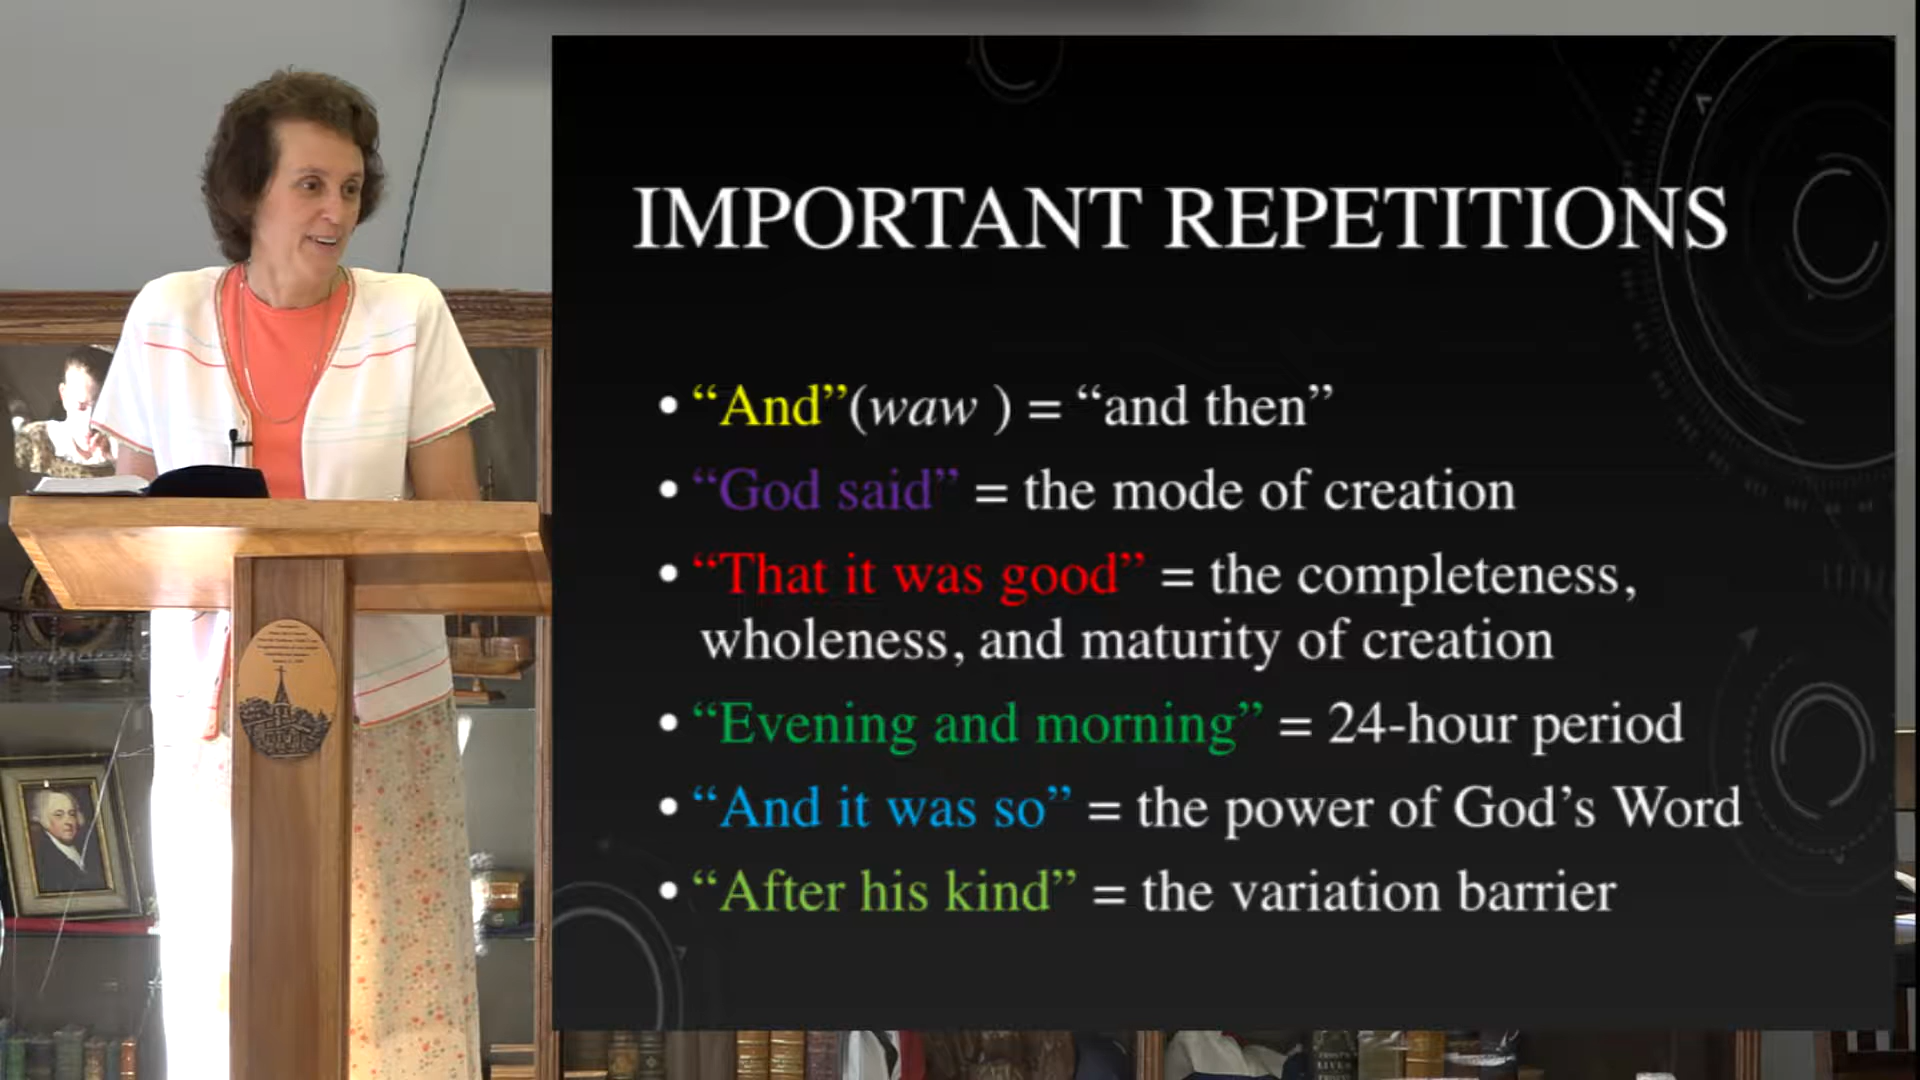 IMPORTANT REPETITIONS
• “And”(waw ) = “and then”
• “God said” = the mode of creation
• “That it was good” = the completeness,
wholeness, and maturity of creation
• “Evening and morning” = 24-hour period
• “And it was so” = the power of God’s Word
• “After his kind” = the variation barrier